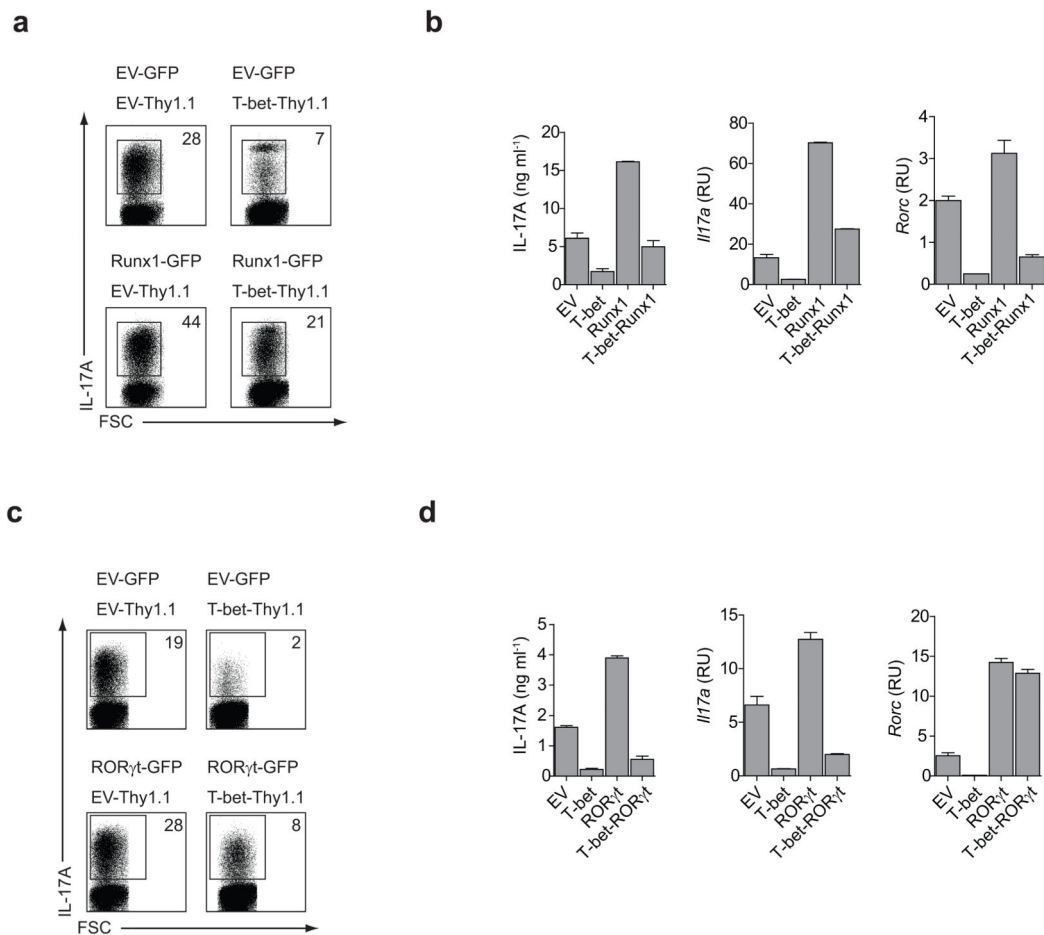 a
EV-GFP
EV-Thy1.1
28
EV-GFP
T-bet-Thy1.1
7
Runx1-GFP
EV-Thy1.1
44
Runx1-GFP
T-bet-Thy1.1
21
IL-17A
FSC
b
IL-17A (ng ml-1)
20
15
10
5
0
EV
T-bet
Runx1
T-bet-Runx1
Il17a (RU)
80
60
40
20
0
EV
T-bet
Runx1
T-bet-Runx1
Rorc (RU)
4
3
2
1
0
EV
T-bet
Runx1
T-bet-Runx1
c
EV-GFP
EV-Thy1.1
19
EV-GFP
T-bet-Thy1.1
2
RORγt-GFP
EV-Thy1.1
28
RORγt-GFP
T-bet-Thy1.1
8
IL-17A
FSC
d
IL-17A (ng ml-1)
5
4
3
2
1
0
EV
T-bet
RORγt
T-bet-RORγt
Il17a (RU)
15
10
5
0
EV
T-bet
RORγt
T-bet-RORγt
Rorc (RU)
20
15
10
5
0
EV
T-bet
RORγt
T-bet-RORγt